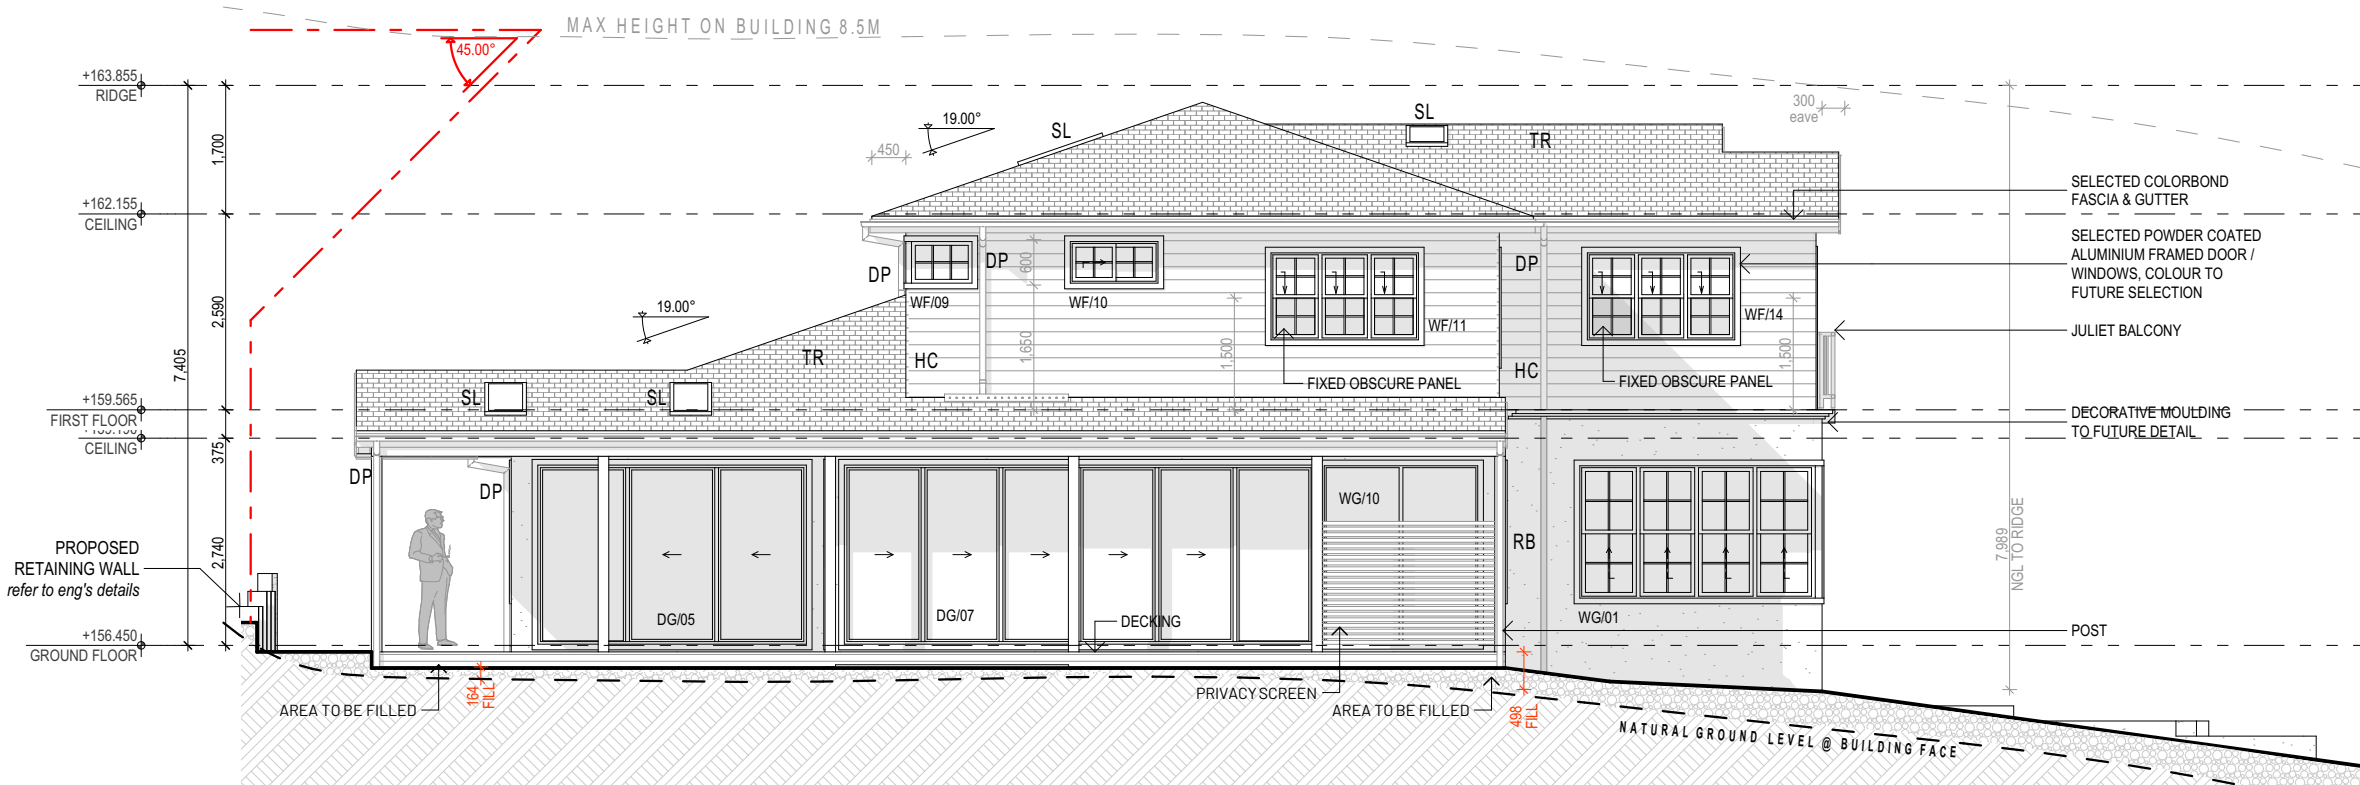 MAX HEIGHT ON BUILDING 8.5M
45.00°
+163.855
RIDGE
1,700
+162.155
CEILING
2,590
7,405
+159.565
FIRST FLOOR
CEILING
375
2,740
+156.450
GROUND FLOOR
PROPOSED
RETAINING WALL
refer to eng's details
19.00°
450
SL
SL
TR
300
eave
19.00°
DP
DP
DP
WF/09
WF/10
WF/11
WF/14
600
1,650
1,500
1,500
TR
HC
HC
FIXED OBSCURE PANEL
FIXED OBSCURE PANEL
SL
SL
SELECTED COLORBOND
FASCIA & GUTTER
SELECTED POWDER COATED
ALUMINIUM FRAMED DOOR /
WINDOWS, COLOUR TO
FUTURE SELECTION
JULIET BALCONY
DECORATIVE MOULDING
TO FUTURE DETAIL
DP
DP
WG/10
RB
DG/05
DG/07
DECKING
WG/01
POST
7,989
NGL TO RIDGE
164
FILL
AREA TO BE FILLED
PRIVACY SCREEN
AREA TO BE FILLED
498
FILL
NATURAL GROUND LEVEL @ BUILDING FACE